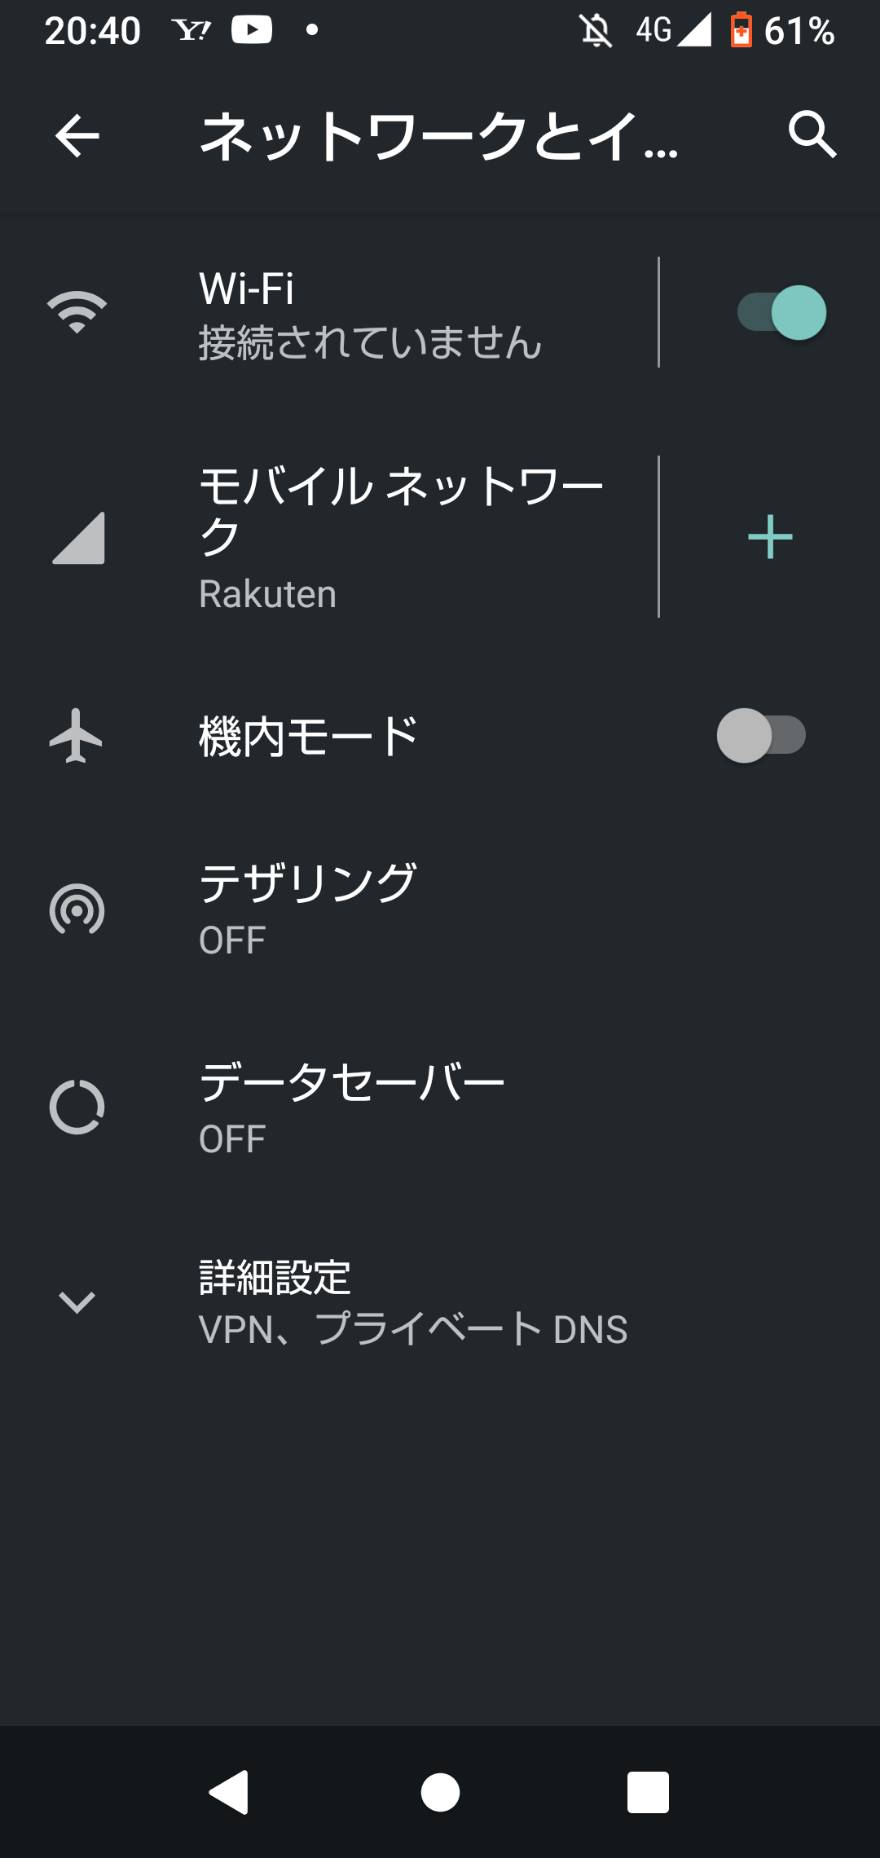 20:40 Y! 4G 61%
ネットワークとイ...
Wi-Fi
接続されていません
モバイル ネットワー
ク
Rakuten
機内モード
テザリング
OFF
データセーバー
OFF
詳細設定
VPN、プライベート DNS